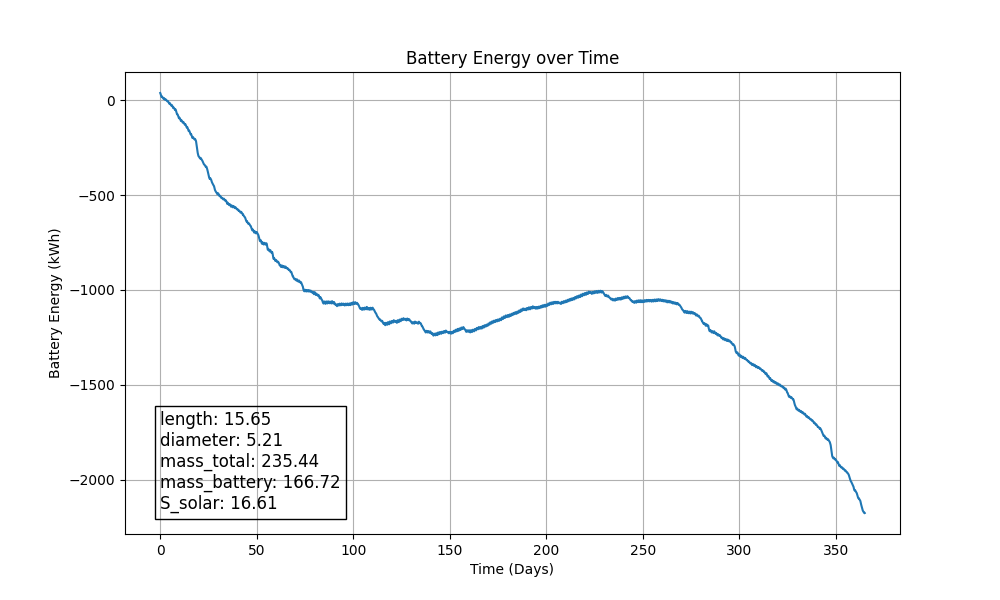 Battery Energy over Time
Battery Energy (kWh)
0
−500
−1000
−1500
−2000
length: 15.65
diameter: 5.21
mass_total: 235.44
mass_battery: 166.72
S_solar: 16.61
0 50 100 150 200 250 300 350
Time (Days)